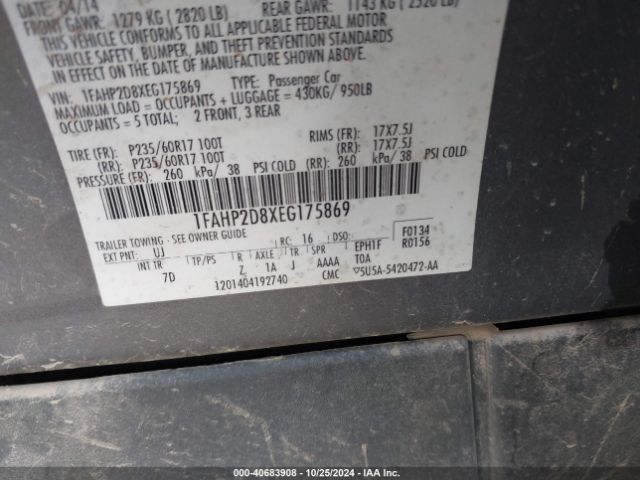 DATE: 04/14
FRONT GAWR: 1279 KG ( 2820 LB) REAR GAWR: 1143 KG ( 2520 LB)
THIS VEHICLE CONFORMS TO ALL APPLICABLE FEDERAL MOTOR
VEHICLE SAFETY, BUMPER, AND THEFT PREVENTION STANDARDS
IN EFFECT ON THE DATE OF MANUFACTURE SHOWN ABOVE.
VIN: 1FAHP2D8XEG175869 TYPE: Passenger Car
MAXIMUM LOAD = OCCUPANTS + LUGGAGE = 430KG/ 950LB
OCCUPANTS = 5 TOTAL; 2 FRONT, 3 REAR
TIRE (FR): P235/60R17 100T RIMS (FR): 17X7.5J
(RR): P235/60R17 100T (RR): 17X7.5J
PRESSURE (FR): 260 kPa/ 38 PSI COLD (RR): 260 kPa/ 38 PSI COLD
1FAHP2D8XEG175869
TRAILER TOWING - SEE OWNER GUIDE F0134
EXT PNT: UJ RC: 16 DSO: R0156
INT TR TP/PS R AXLE TR SPR EPH1F
7D Z 1A J AAAA TOA
1201404192740 CMC ▽5U5A-5420472-AA
000-40683908 - 10/25/2024 - IAA Inc.